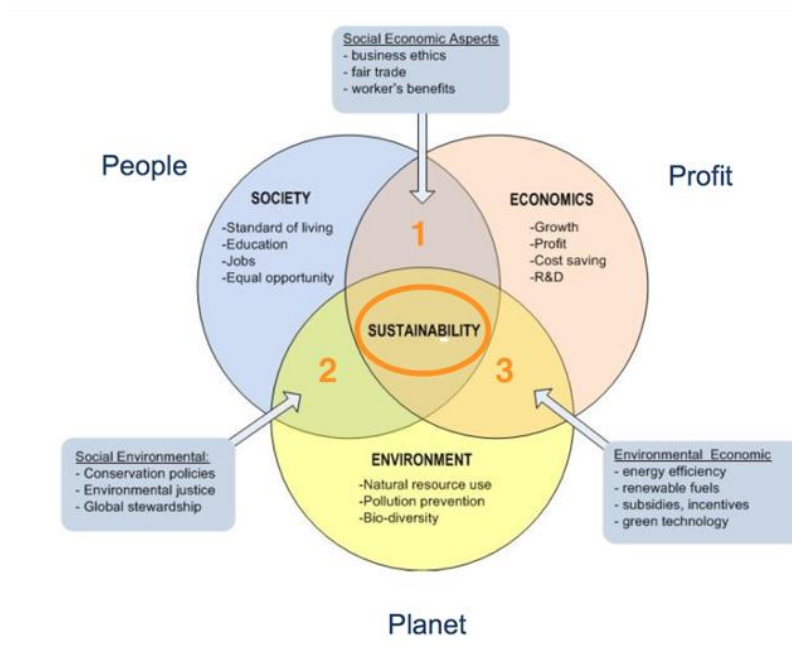 Social Economic Aspects
- business ethics
- fair trade
- worker's benefits
People
Profit
SOCIETY
-Standard of living
-Education
-Jobs
-Equal opportunity
1
ECONOMICS
-Growth
-Profit
-Cost saving
-R&D
SUSTAINABILITY
2
3
Social Environmental:
- Conservation policies
- Environmental justice
- Global stewardship
ENVIRONMENT
-Natural resource use
-Pollution prevention
-Bio-diversity
Environmental Economic
- energy efficiency
- renewable fuels
- subsidies, incentives
- green technology
Planet